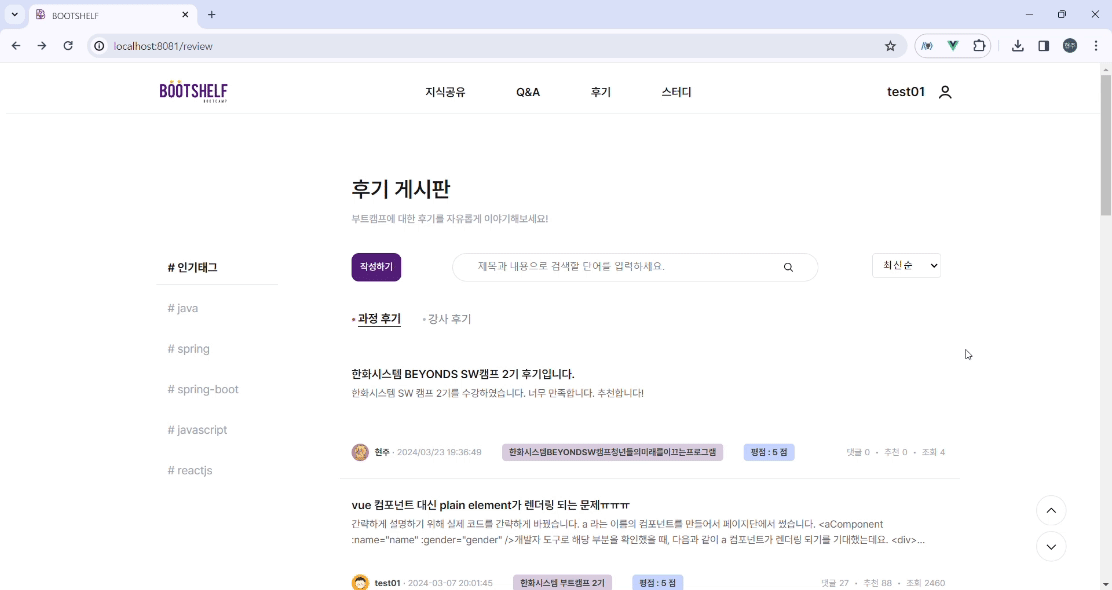 BOOTSHELF
localhost:8081/review
현주
BOOTSHELF
BOOTCAMP
지식공유
Q&A
후기
스터디
test01
후기 게시판
부트캠프에 대한 후기를 자유롭게 이야기해보세요!
# 인기태그
# java
# spring
# spring-boot
# javascript
# reactjs
작성하기
제목과 내용으로 검색할 단어를 입력하세요.
최신순
• 과정 후기
• 강사 후기
한화시스템 BEYONDS SW캠프 2기 후기입니다.
한화시스템 SW 캠프 2기를 수강하였습니다. 너무 만족합니다. 추천합니다!
현주 · 2024/03/23 19:36:49
한화시스템BEYONDSW캠프청년들의미래를이끄는프로그램
평점 : 5 점
댓글 0 • 추천 0 • 조회 4
vue 컴포넌트 대신 plain element가 렌더링 되는 문제ㅠㅠㅠ
간략하게 설명하기 위해 실제 코드를 간략하게 바꿨습니다. a 라는 이름의 컴포넌트를 만들어서 페이지단에서 썼습니다. <aComponent
:name="name" :gender="gender" />개발자 도구로 해당 부분을 확인했을 때, 다음과 같이 a 컴포넌트가 렌더링 되기를 기대했는데요. <div>...
test01 · 2024-03-07 20:01:45
한화시스템 부트캠프 2기
평점 : 5 점
댓글 27 • 추천 88 • 조회 2460